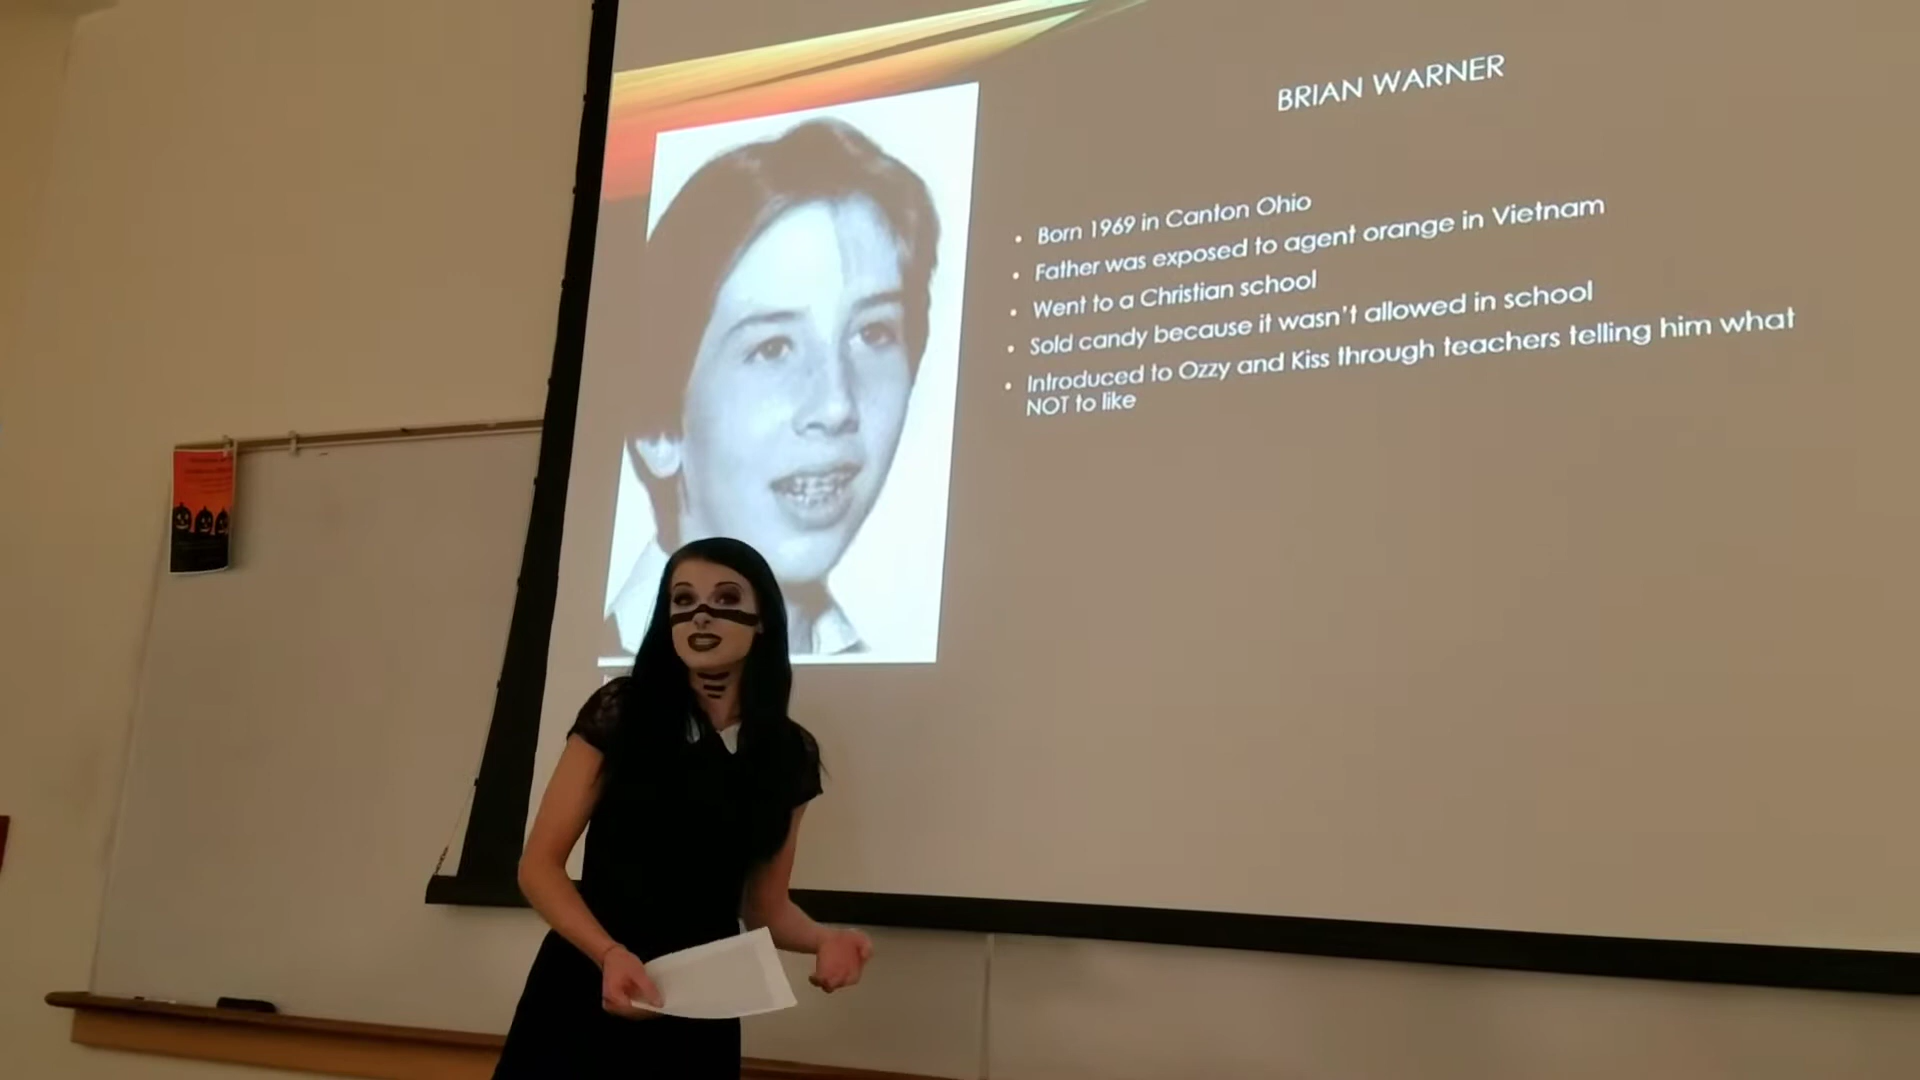 BRIAN WARNER
• Born 1969 in Canton Ohio
• Father was exposed to agent orange in Vietnam
• Went to a Christian school
• Sold candy because it wasn't allowed in school
• Introduced to Ozzy and Kiss through teachers telling him what
NOT to like